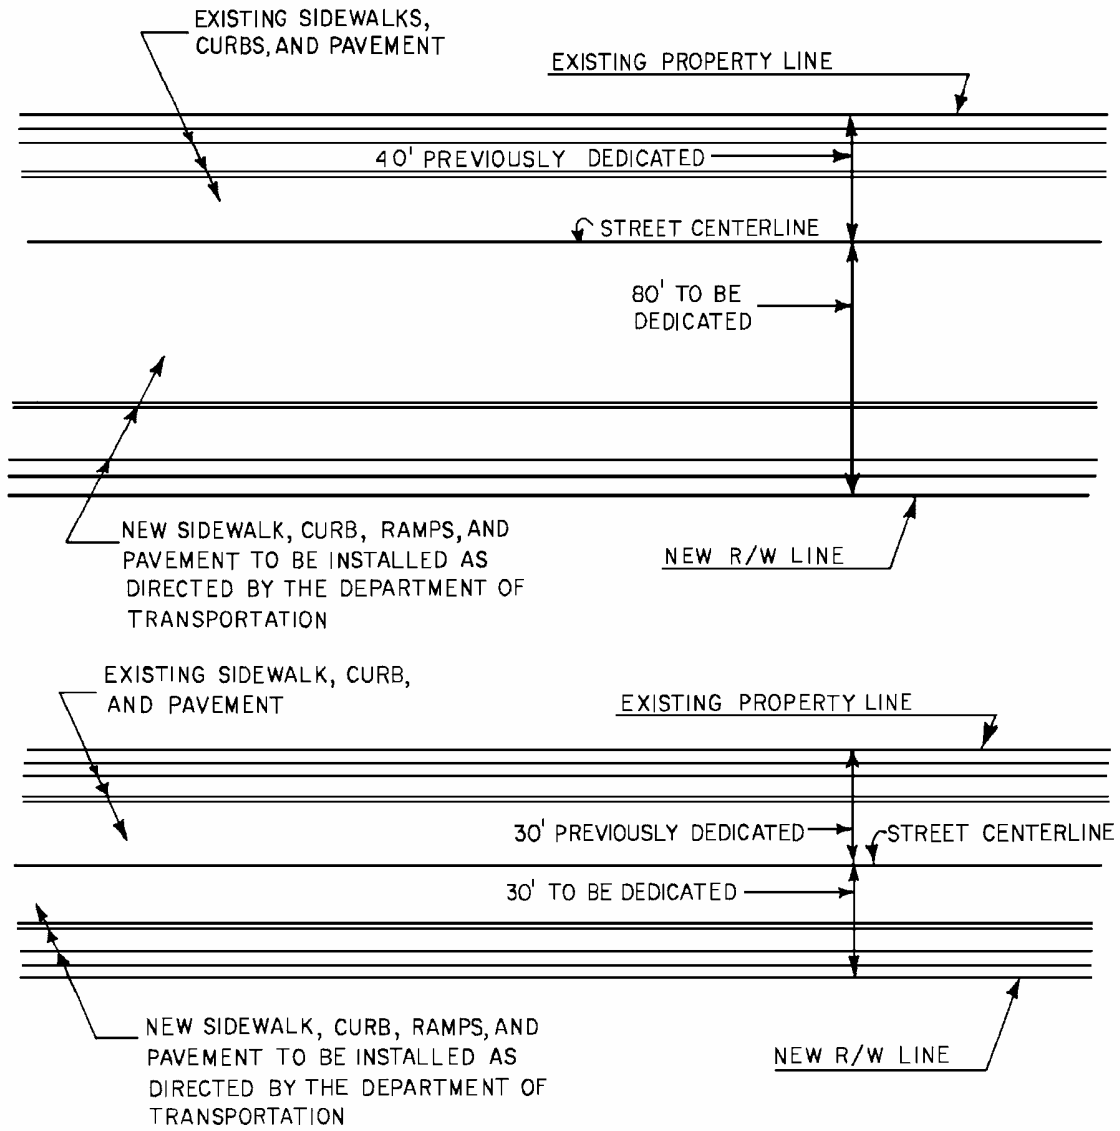 EXISTING SIDEWALKS,
CURBS, AND PAVEMENT
EXISTING PROPERTY LINE
40' PREVIOUSLY DEDICATED
STREET CENTERLINE
80' TO BE
DEDICATED
NEW SIDEWALK, CURB, RAMPS, AND
PAVEMENT TO BE INSTALLED AS
DIRECTED BY THE DEPARTMENT OF
TRANSPORTATION
NEW R/W LINE
EXISTING SIDEWALK, CURB,
AND PAVEMENT
EXISTING PROPERTY LINE
30' PREVIOUSLY DEDICATED
STREET CENTERLINE
30' TO BE DEDICATED
NEW SIDEWALK, CURB, RAMPS, AND
PAVEMENT TO BE INSTALLED AS
DIRECTED BY THE DEPARTMENT OF
TRANSPORTATION
NEW R/W LINE